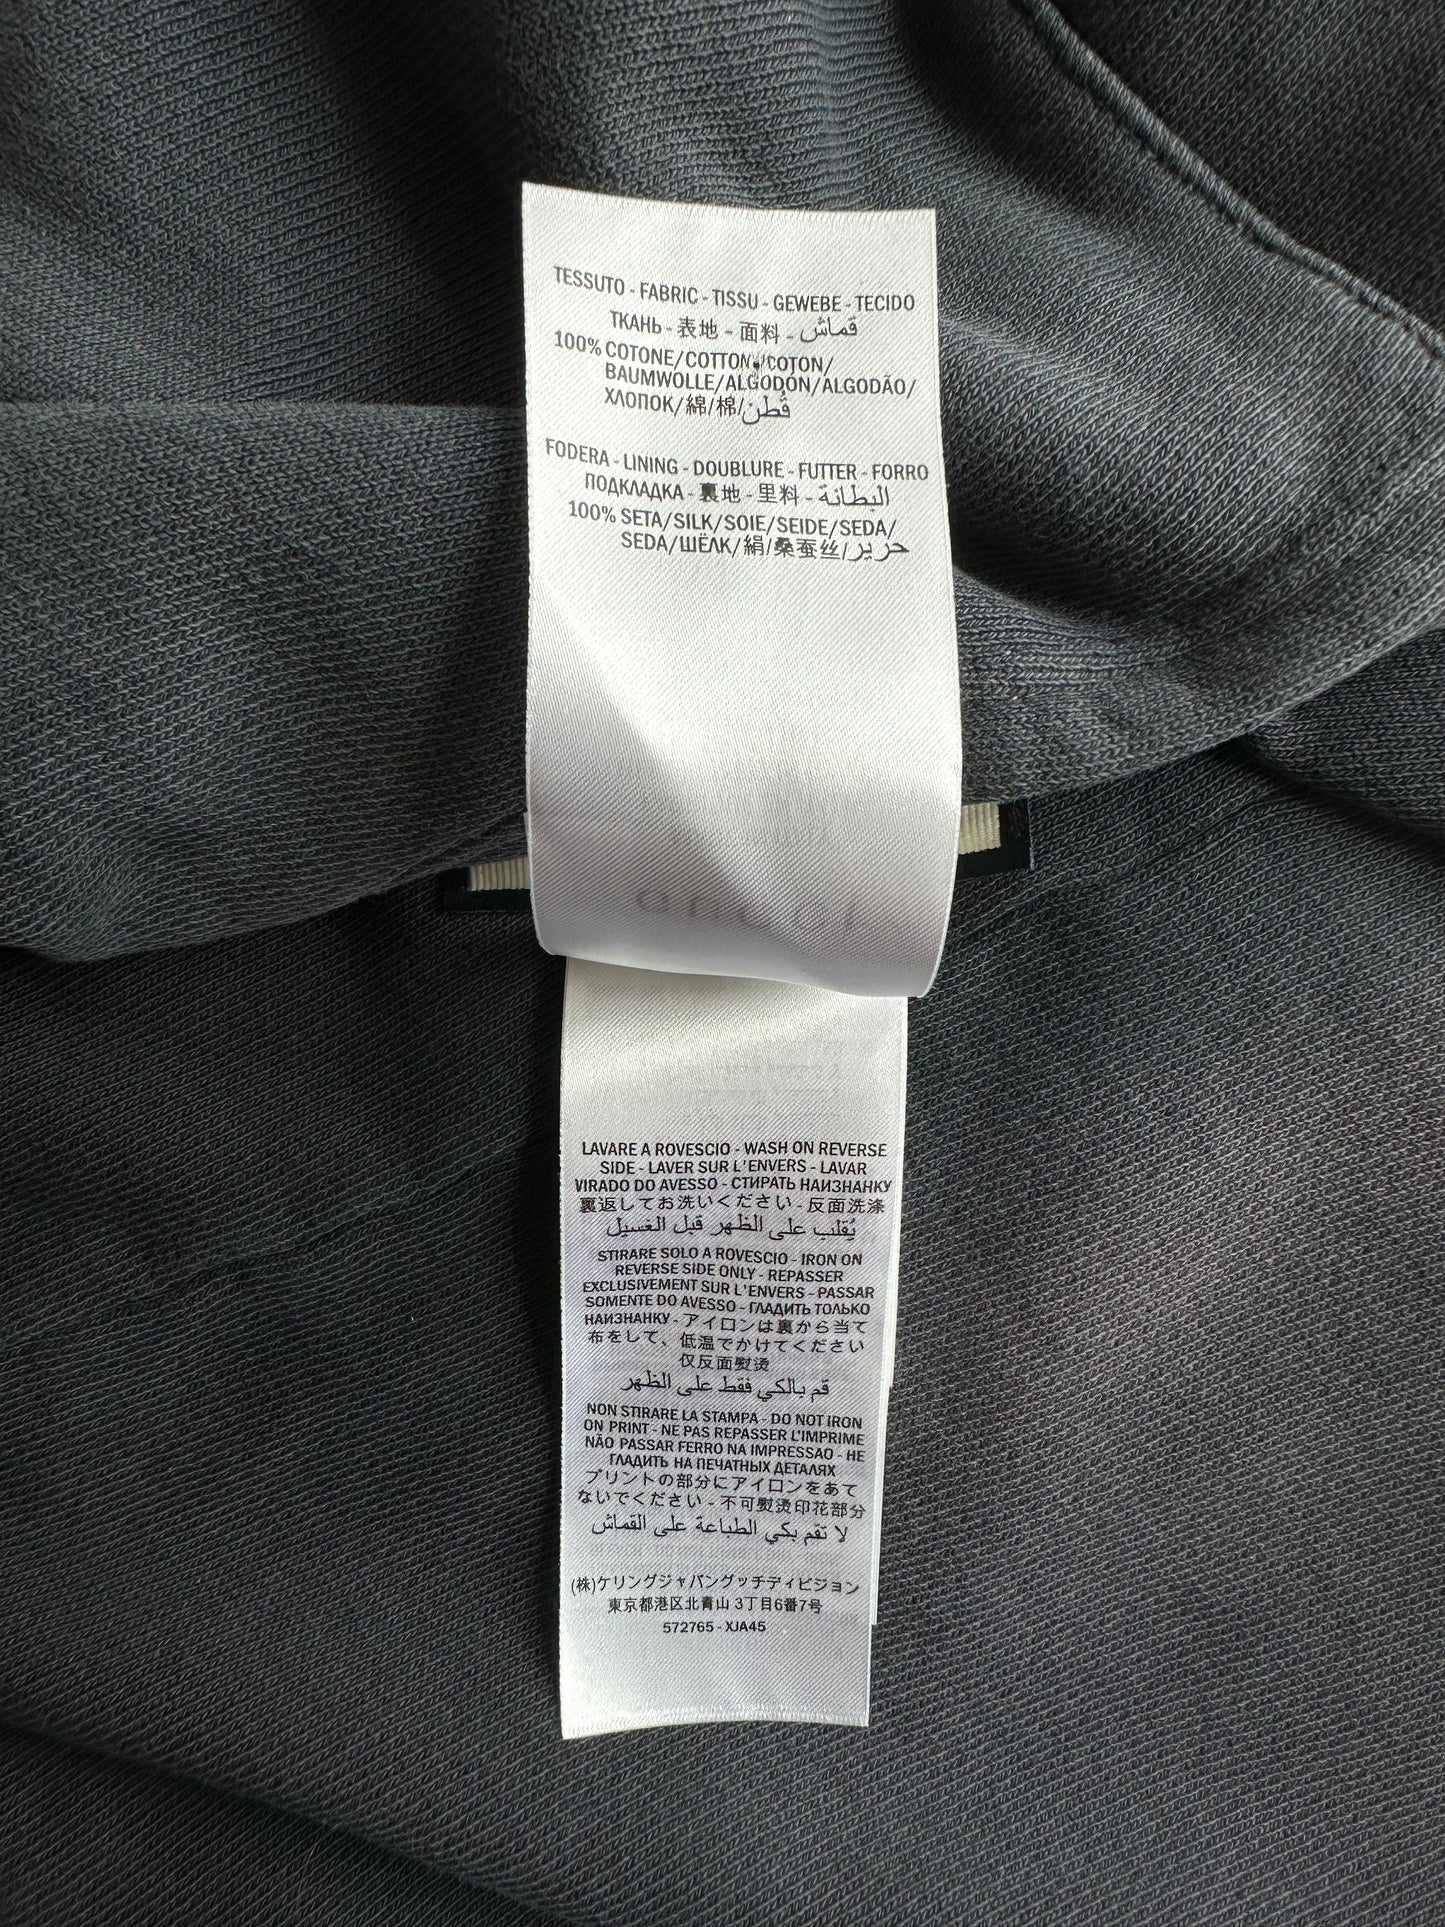 TESSUTO - FABRIC - TISSU - GEWEBE - TECIDO
ТКАНЬ - 表地 - 面料 - قماش
100% COTONE/COTTON/COTON/
BAUMWOLLE/ALGODÓN/ALGODÃO/
ХЛОПОК/綿/棉/قُطن
FODERA - LINING - DOUBLURE - FUTTER - FORRO
ПОДКЛАДКА - 裏地 - 里料 - البطانة
100% SETA/SILK/SOIE/SEIDE/SEDA/
SEDA/ШЁЛК/絹/桑蚕丝/حرير
LAVARE A ROVESCIO - WASH ON REVERSE
SIDE - LAVER SUR L'ENVERS - LAVAR
VIRADO DO AVESSO - СТИРАТЬ НАИЗНАНКУ
裏返してお洗いください - 反面洗涤
يُقلب على الظهر قبل الغسيل
STIRARE SOLO A ROVESCIO - IRON ON
REVERSE SIDE ONLY - REPASSER
EXCLUSIVEMENT SUR L'ENVERS - PASSAR
SOMENTE DO AVESSO - ГЛАДИТЬ ТОЛЬКО
НАИЗНАНКУ - アイロンは裏から当て
布をして、低温でかけてください
仅反面熨烫
قم بالكي فقط على الظهر
NON STIRARE LA STAMPA - DO NOT IRON
ON PRINT - NE PAS REPASSER L'IMPRIME
NÃO PASSAR FERRO NA IMPRESSAO - НЕ
ГЛАДИТЬ НА ПЕЧАТНЫХ ДЕТАЛЯХ
プリントの部分にアイロンをあて
ないでください - 不可熨烫印花部分
لا تقم بكي الطباعة على القماش
(株)ケリングジャパングッチディビジョン
東京都港区北青山 3丁目6番7号
572765 - XJA45